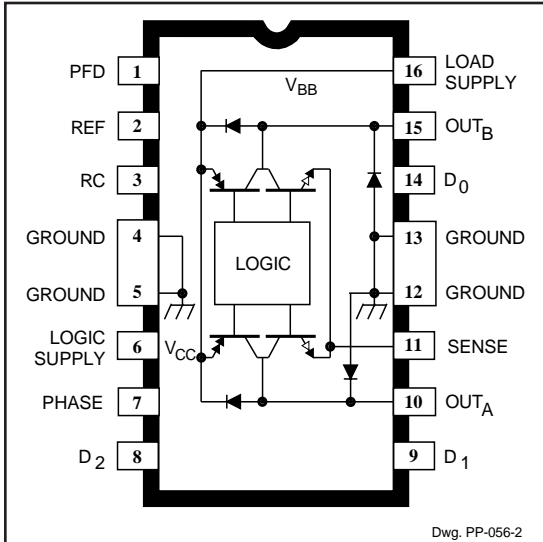 PFD 1
REF 2
RC 3
GROUND 4
GROUND 5
LOGIC
SUPPLY 6
PHASE 7
D2 8
VBB
LOGIC
VCC
16 LOAD
SUPPLY
15 OUTB
14 D0
13 GROUND
12 GROUND
11 SENSE
10 OUTA
9 D1
Dwg. PP-056-2